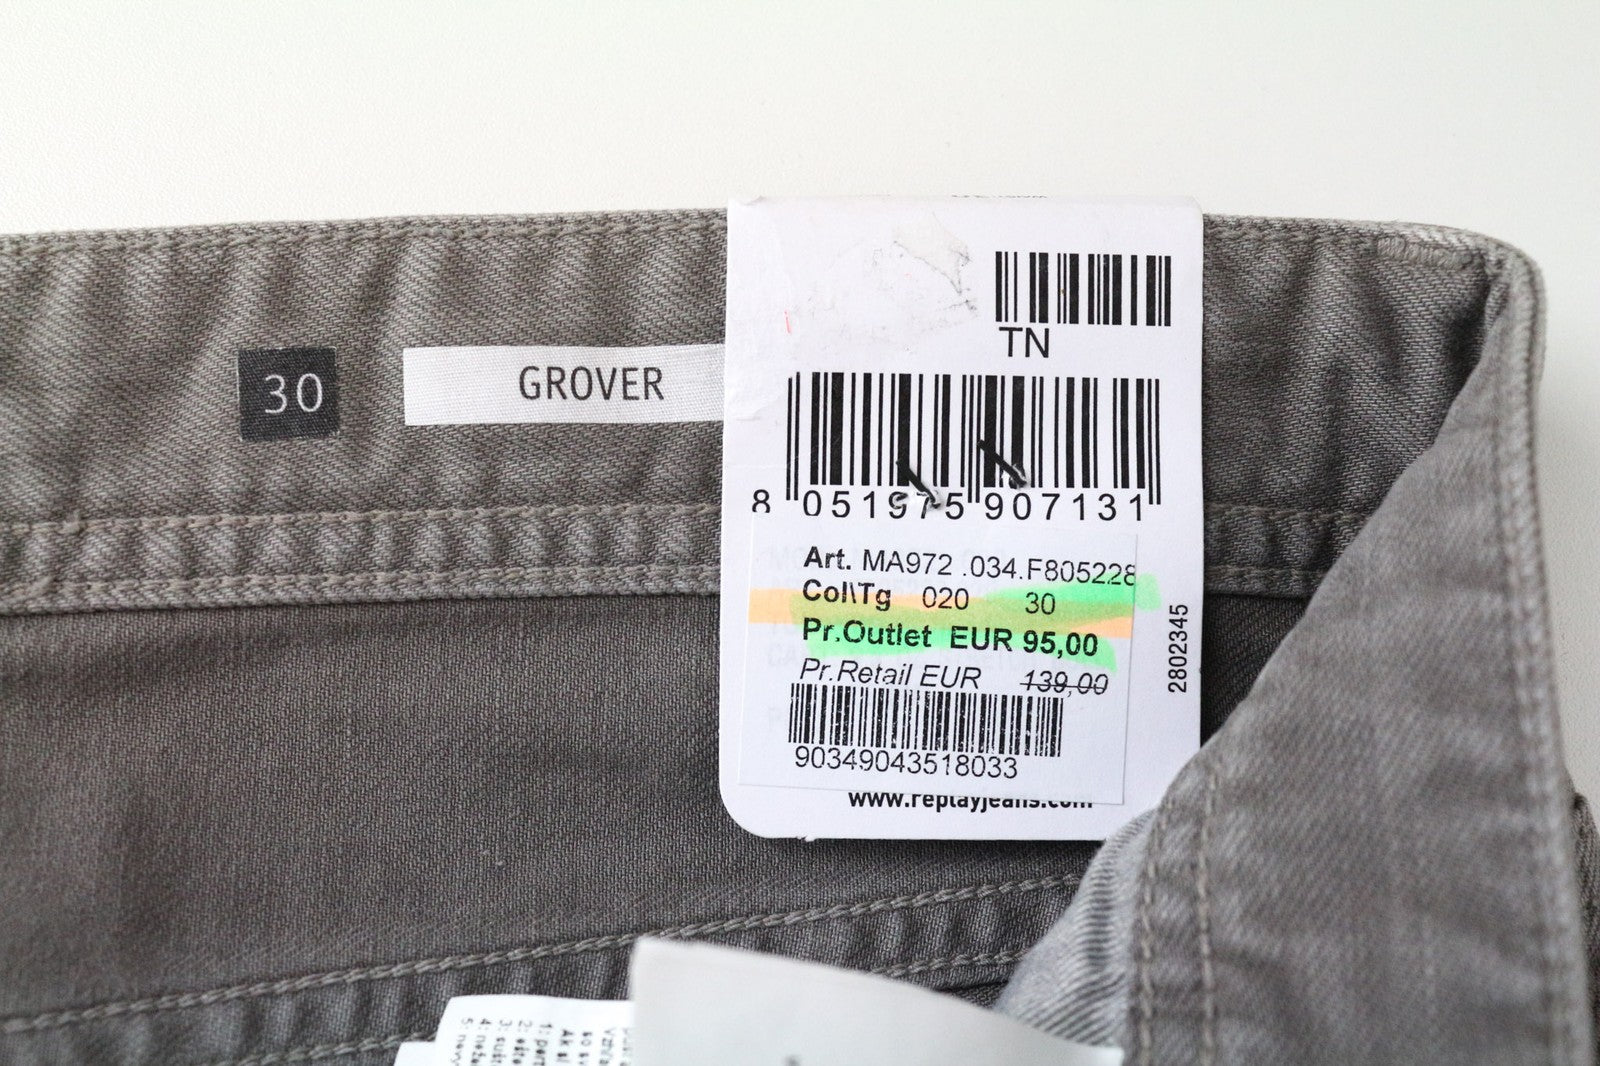 30
GROVER
TN
8 051975 907131
Art. MA972 .034.F805228
Col\Tg 020 30
Pr.Outlet EUR 95,00
Pr.Retail EUR 139,00
90349043518033
www.replayjeans.com
2802345